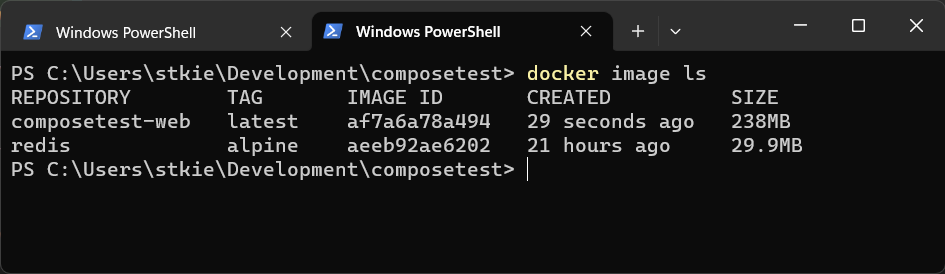 Windows PowerShell
Windows PowerShell
PS C:\Users\stkie\Development\composetest> docker image ls
REPOSITORY        TAG       IMAGE ID       CREATED          SIZE
composetest-web   latest    af7a6a78a494   29 seconds ago   238MB
redis             alpine    aeeb92ae6202   21 hours ago     29.9MB
PS C:\Users\stkie\Development\composetest>